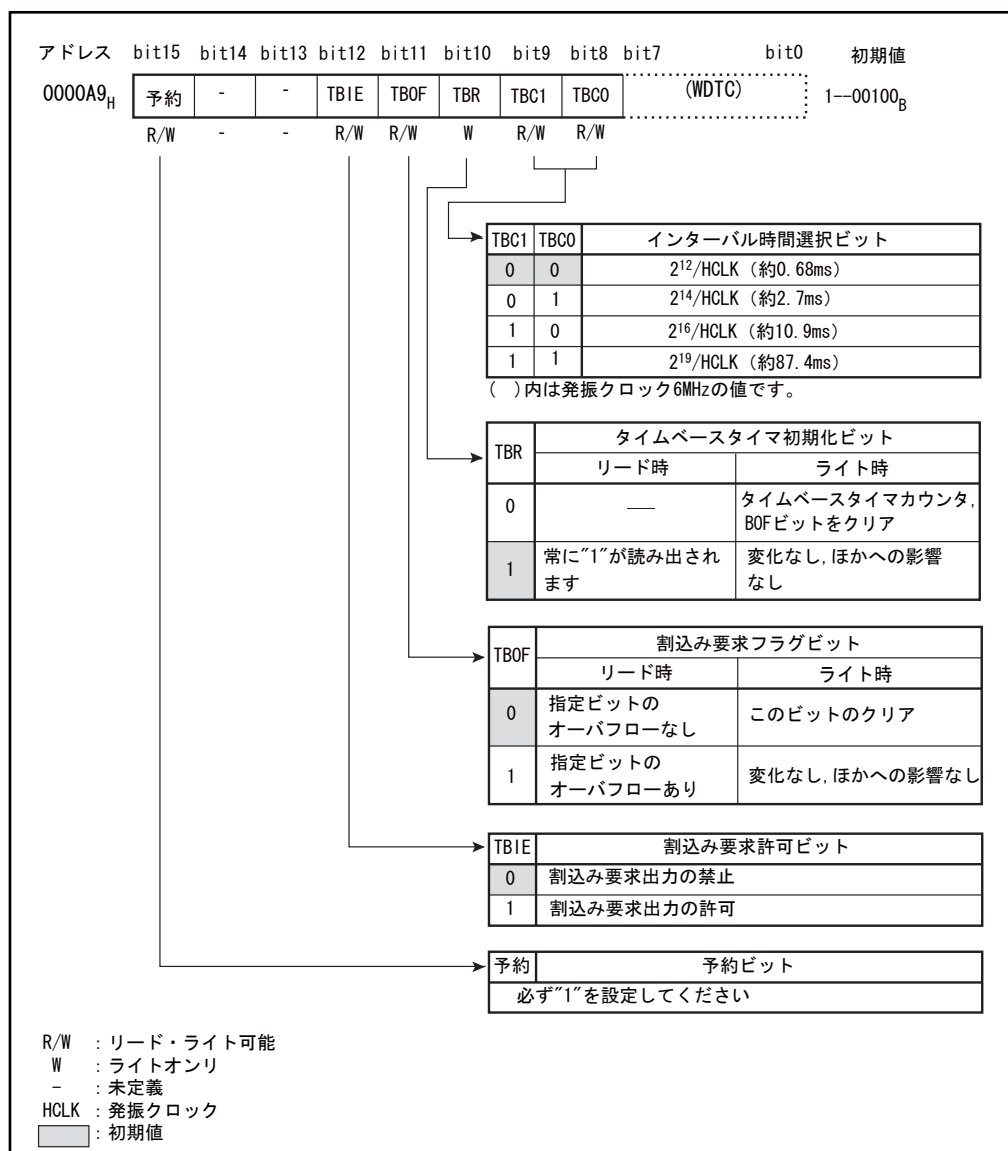 アドレス bit15 bit14 bit13 bit12 bit11 bit10 bit9 bit8 bit7 bit0 初期値
0000A9H 予約 - - TBIE TBOF TBR TBC1 TBC0 (WDTC) 1--00100B
R/W - - R/W R/W W R/W R/W
TBC1 TBC0 インターバル時間選択ビット
0 0 2^12/HCLK (約0.68ms)
0 1 2^14/HCLK (約2.7ms)
1 0 2^16/HCLK (約10.9ms)
1 1 2^19/HCLK (約87.4ms)
( )内は発振クロック6MHzの値です。
TBR タイムベースタイマ初期化ビット
リード時 ライト時
0 — タイムベースタイマカウンタ,
BOFビットをクリア
1 常に"1"が読み出され 変化なし,ほかへの影響
ます なし
TBOF 割込み要求フラグビット
リード時 ライト時
0 指定ビットの このビットのクリア
オーバフローなし
1 指定ビットの 変化なし,ほかへの影響なし
オーバフローあり
TBIE 割込み要求許可ビット
0 割込み要求出力の禁止
1 割込み要求出力の許可
予約 予約ビット
必ず"1"を設定してください
R/W :リード・ライト可能
W :ライトオンリ
- :未定義
HCLK :発振クロック
:初期値